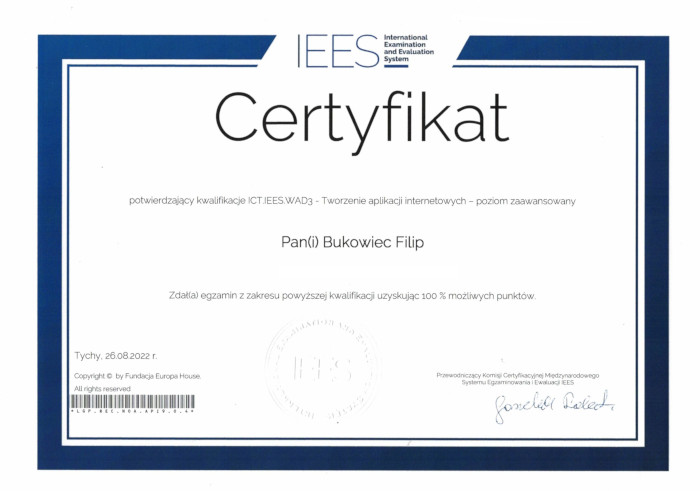 IEES
International
Examination
and Evaluation
System
Certyfikat
potwierdzający kwalifikacje ICT.IEES.WAD3 - Tworzenie aplikacji internetowych – poziom zaawansowany
Pan(i) Bukowiec Filip
Zdał(a) egzamin z zakresu powyższej kwalifikacji uzyskując 100 % możliwych punktów.
IEES
Tychy, 26.08.2022 r.
Copyright © by Fundacja Europa House.
All rights reserved
Przewodniczący Komisji Certyfikacyjnej Międzynarodowego
Systemu Egzaminowania i Ewaluacji IEES